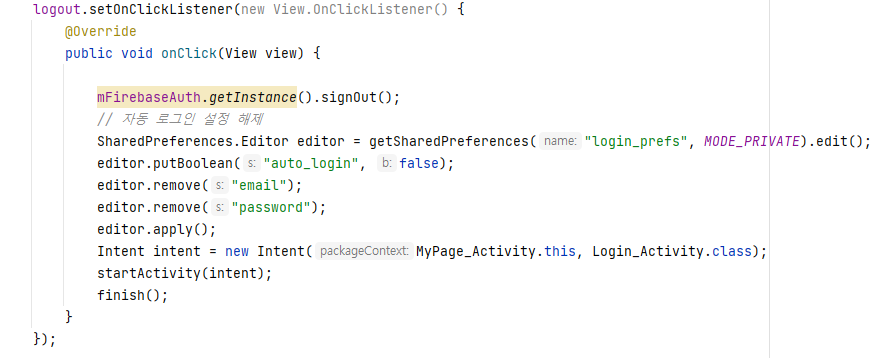 logout.setOnClickListener(new View.OnClickListener() {
@Override
public void onClick(View view) {
mFirebaseAuth.getInstance().signOut();
// 자동 로그인 설정 해제
SharedPreferences.Editor editor = getSharedPreferences( name: "login_prefs", MODE_PRIVATE).edit();
editor.putBoolean( s: "auto_login", b: false);
editor.remove( s: "email");
editor.remove( s: "password");
editor.apply();
Intent intent = new Intent( packageContext: MyPage_Activity.this, Login_Activity.class);
startActivity(intent);
finish();
}
});